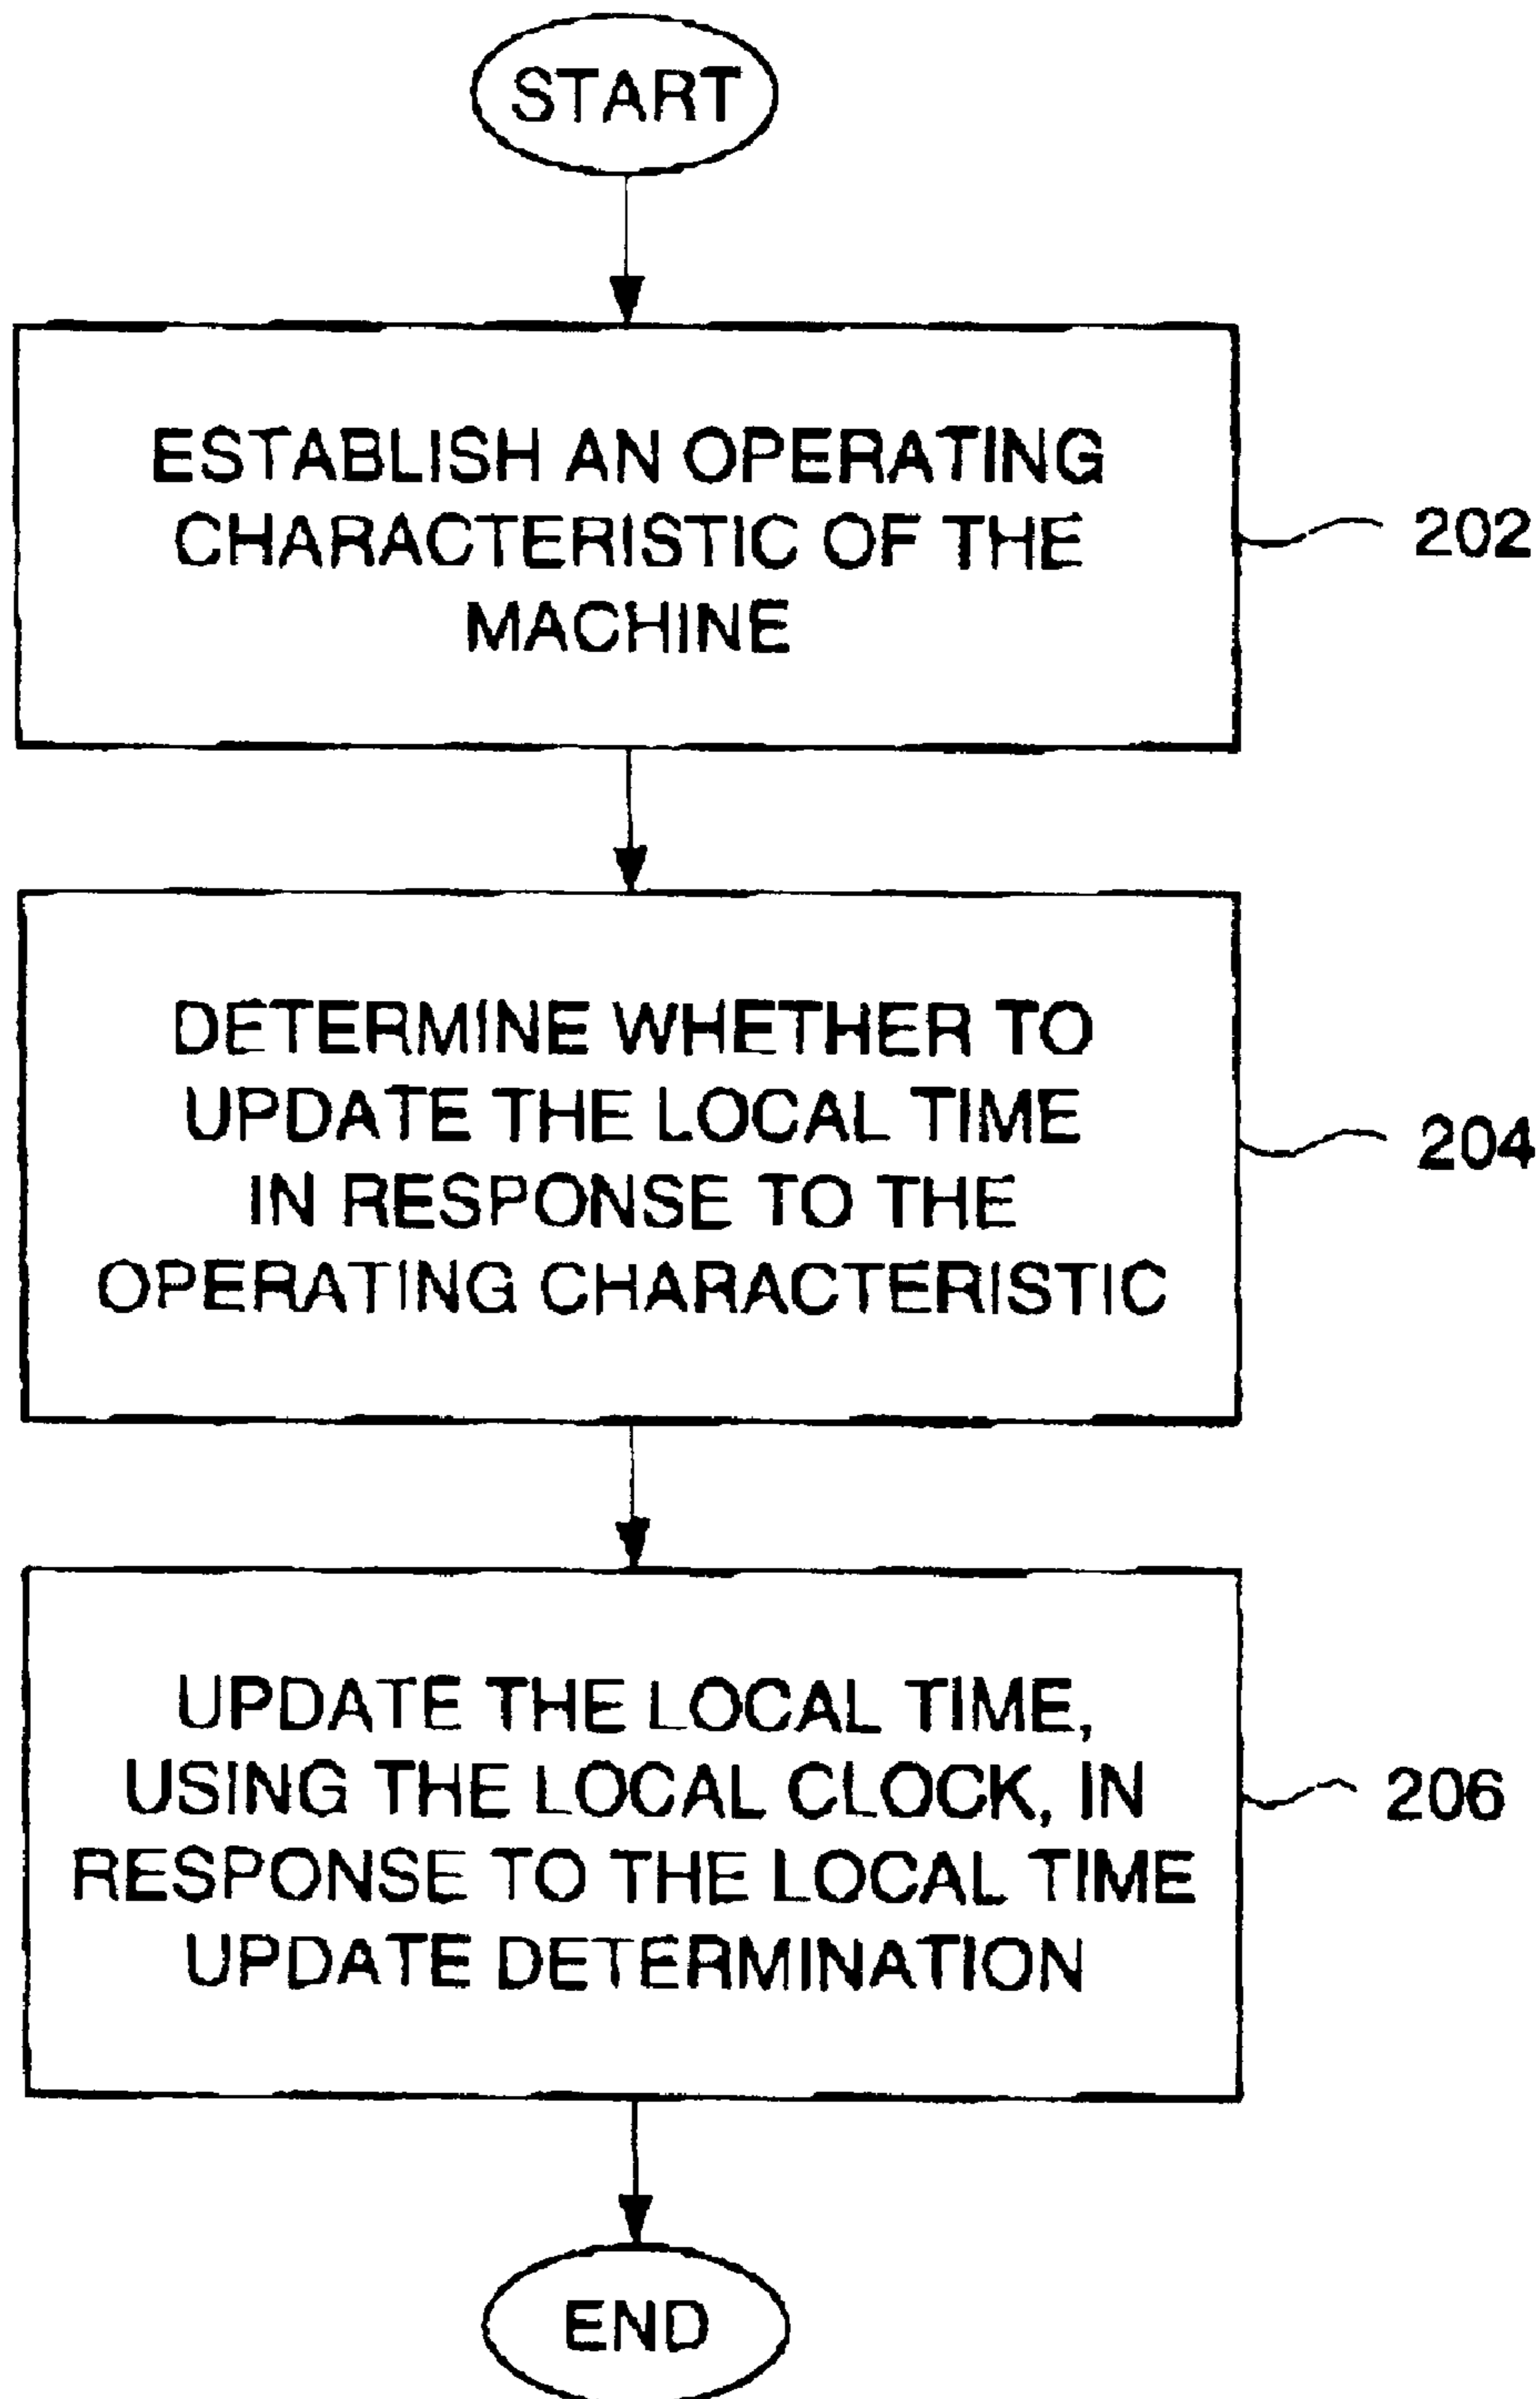 START
ESTABLISH AN OPERATING
CHARACTERISTIC OF THE
MACHINE
202
DETERMINE WHETHER TO
UPDATE THE LOCAL TIME
IN RESPONSE TO THE
OPERATING CHARACTERISTIC
204
UPDATE THE LOCAL TIME,
USING THE LOCAL CLOCK, IN
RESPONSE TO THE LOCAL TIME
UPDATE DETERMINATION
206
END